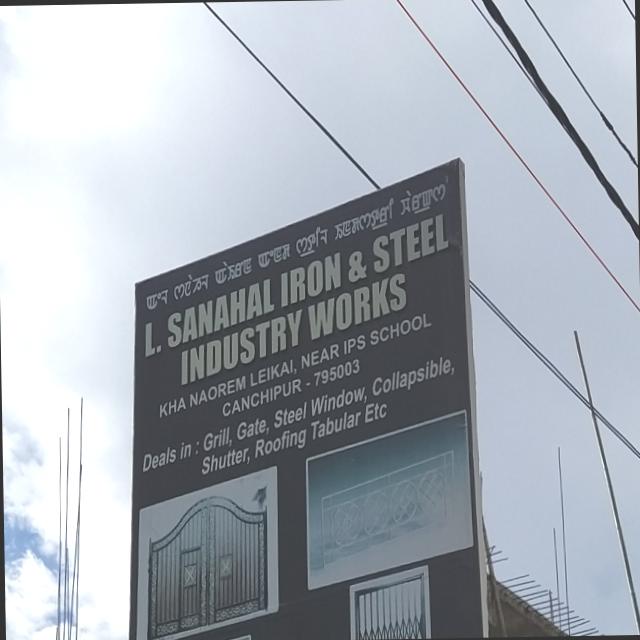 L. SANAHAL IRON & STEEL
INDUSTRY WORKS
KHA NAOREM LEIKAI, NEAR IPS SCHOOL
CANCHIPUR - 795003
Deals in : Grill, Gate, Steel Window, Collapsible,
Shutter, Roofing Tabular Etc